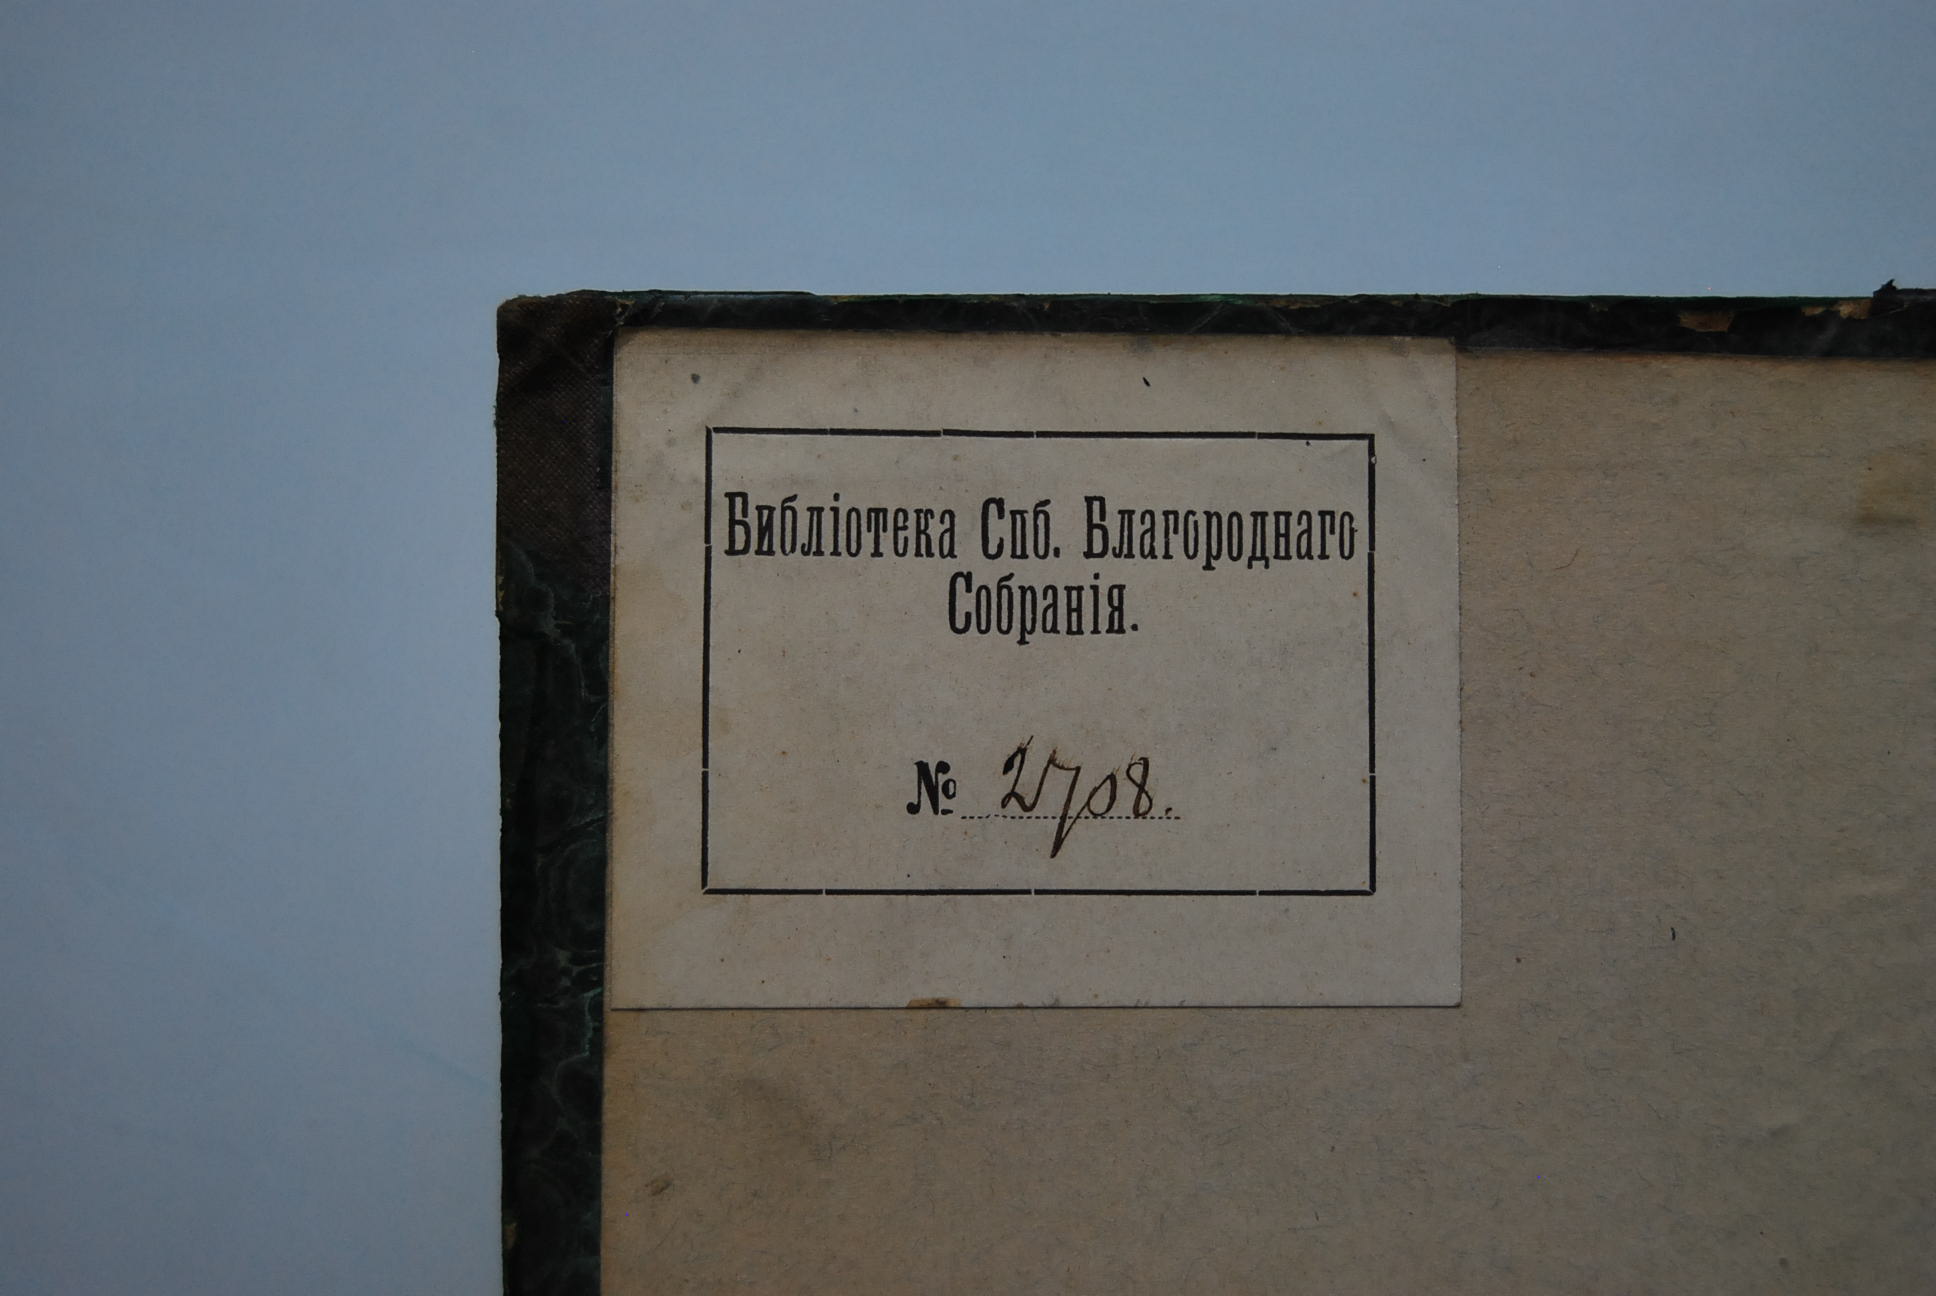 Библіотека Спб. Благороднаго
Собранія.
№ 2708.